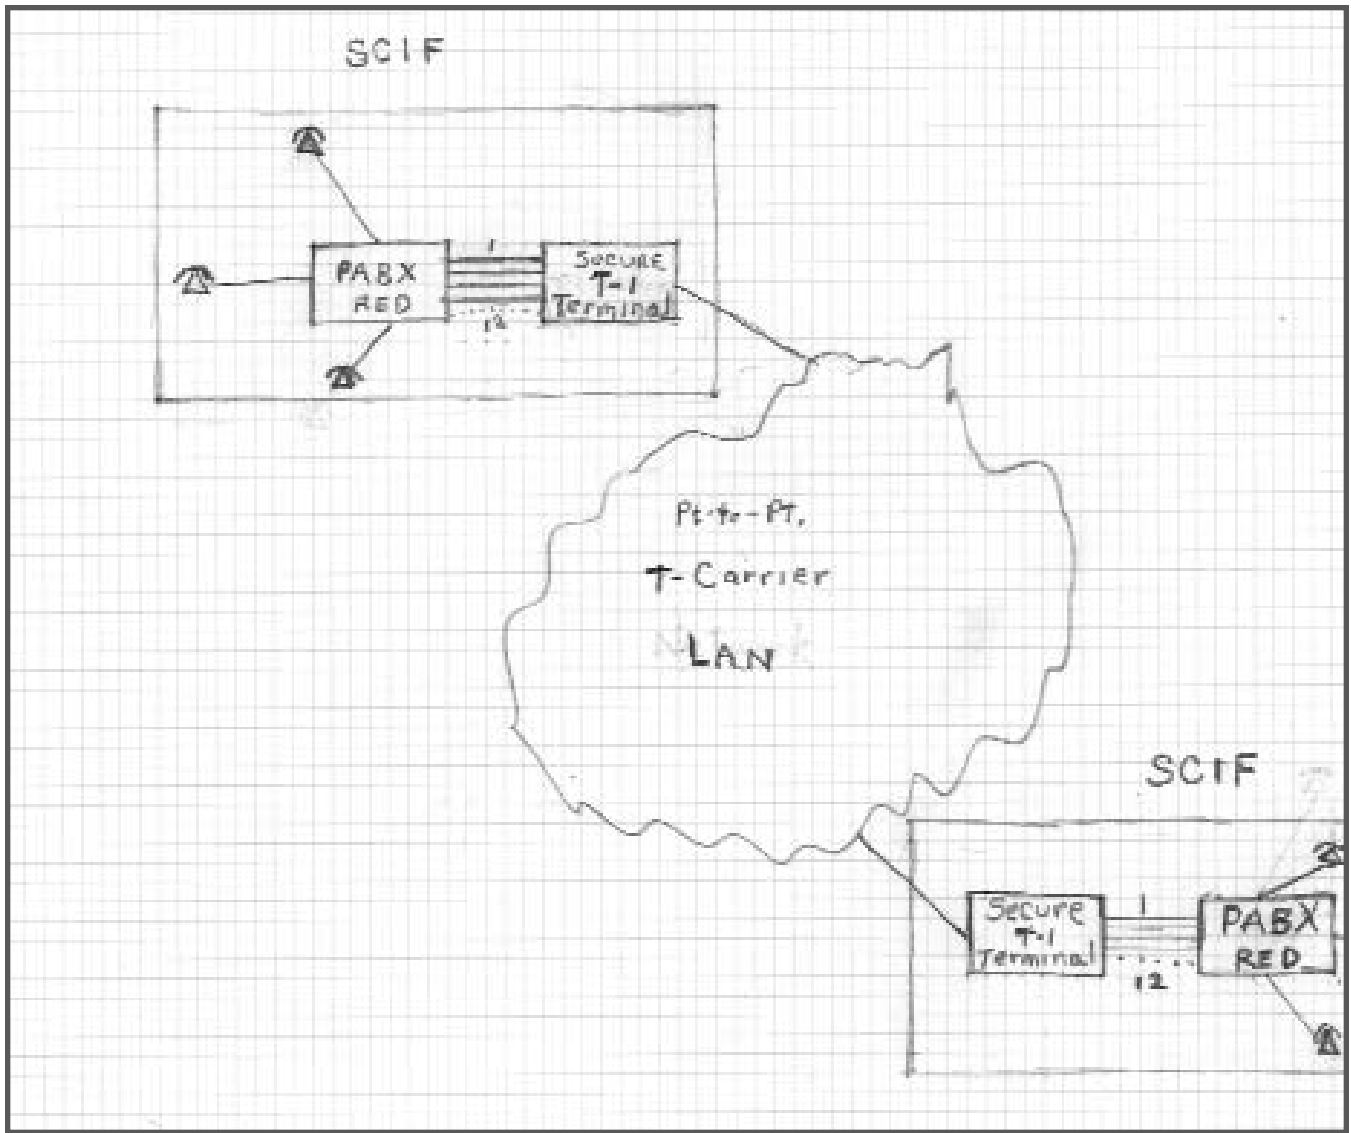 SCIF
1
PABX
RED
12
SECURE
T-1
Terminal
Pt-to-PT.
T-Carrier
LAN
SCIF
Secure
T-1
Terminal
1
12
PABX
RED